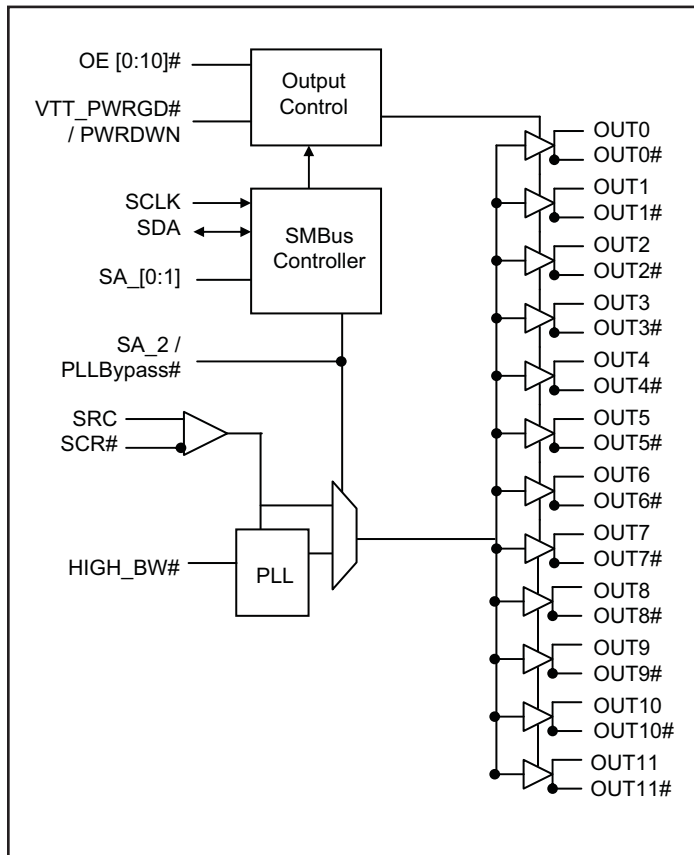 OE [0:10]#
VTT_PWRGD#
/ PWRDWN
Output
Control
SCLK
SDA
SA_[0:1]
SMBus
Controller
SA_2 /
PLLBypass#
SRC
SCR#
HIGH_BW#
PLL
OUT0
OUT0#
OUT1
OUT1#
OUT2
OUT2#
OUT3
OUT3#
OUT4
OUT4#
OUT5
OUT5#
OUT6
OUT6#
OUT7
OUT7#
OUT8
OUT8#
OUT9
OUT9#
OUT10
OUT10#
OUT11
OUT11#